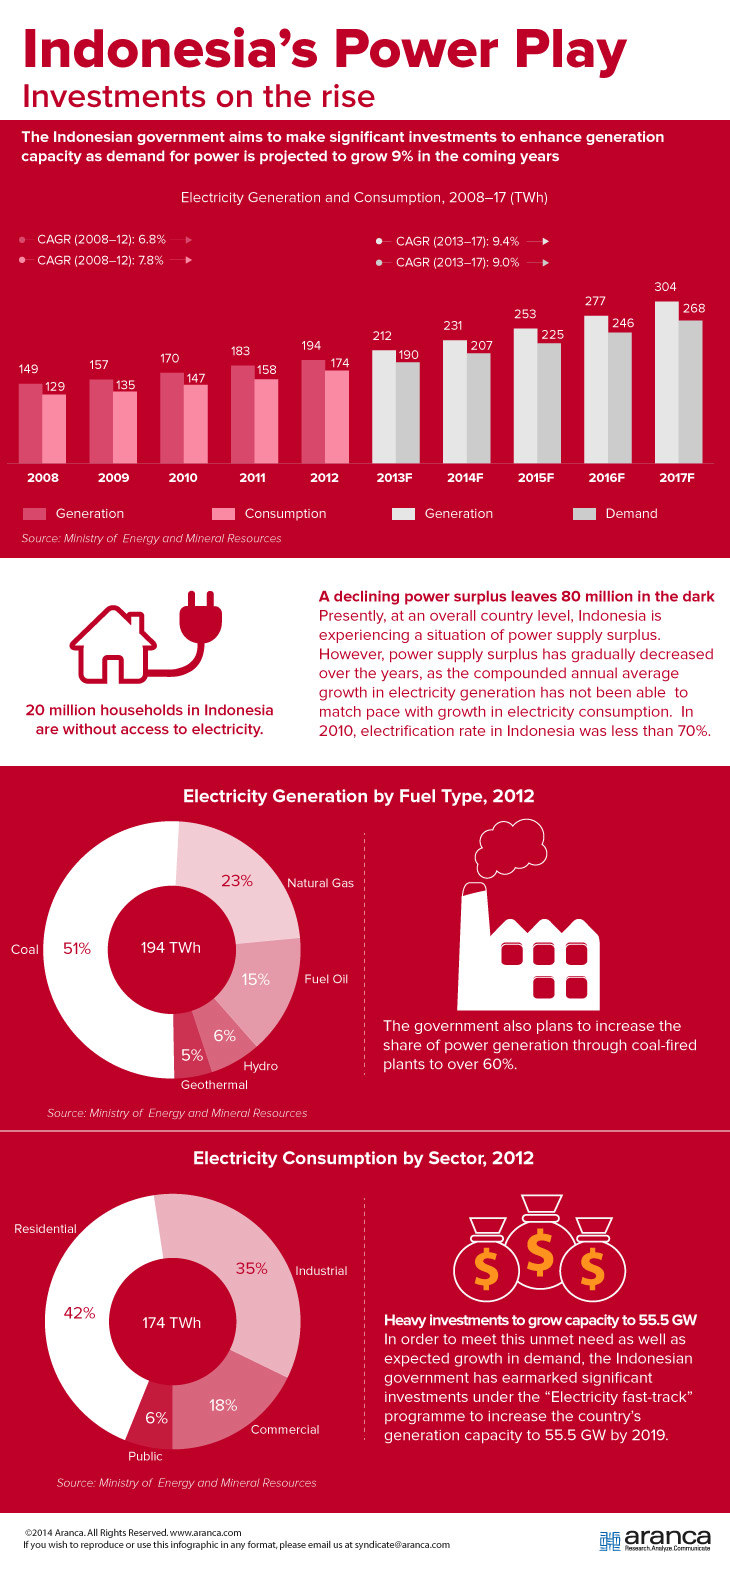 Indonesia's Power Play
Investments on the rise
The Indonesian government aims to make significant investments to enhance generation
capacity as demand for power is projected to grow 9% in the coming years
Electricity Generation and Consumption, 2008–17 (TWh)
CAGR (2008–12): 6.8%
CAGR (2008–12): 7.8%
CAGR (2013–17): 9.4%
CAGR (2013–17): 9.0%
149 129 157 135 170 147 183 158 194 174 212 190 231 207 253 225 277 246 304 268
2008 2009 2010 2011 2012 2013F 2014F 2015F 2016F 2017F
Generation Consumption Generation Demand
Source: Ministry of Energy and Mineral Resources
20 million households in Indonesia
are without access to electricity.
A declining power surplus leaves 80 million in the dark
Presently, at an overall country level, Indonesia is
experiencing a situation of power supply surplus.
However, power supply surplus has gradually decreased
over the years, as the compounded annual average
growth in electricity generation has not been able to
match pace with growth in electricity consumption. In
2010, electrification rate in Indonesia was less than 70%.
Electricity Generation by Fuel Type, 2012
23%
Natural Gas
Coal
51%
194 TWh
15%
Fuel Oil
6%
Hydro
5%
Geothermal
The government also plans to increase the
share of power generation through coal-fired
plants to over 60%.
Source: Ministry of Energy and Mineral Resources
Electricity Consumption by Sector, 2012
Residential
35%
Industrial
42%
174 TWh
18%
Commercial
6%
Public
$ $ $
Heavy investments to grow capacity to 55.5 GW
In order to meet this unmet need as well as
expected growth in demand, the Indonesian
government has earmarked significant
investments under the “Electricity fast-track”
programme to increase the country's
generation capacity to 55.5 GW by 2019.
Source: Ministry of Energy and Mineral Resources
©2014 Aranca. All Rights Reserved. www.aranca.com
If you wish to reproduce or use this infographic in any format, please email us at syndicate@aranca.com
aranca
Research.Analyze.Communicate